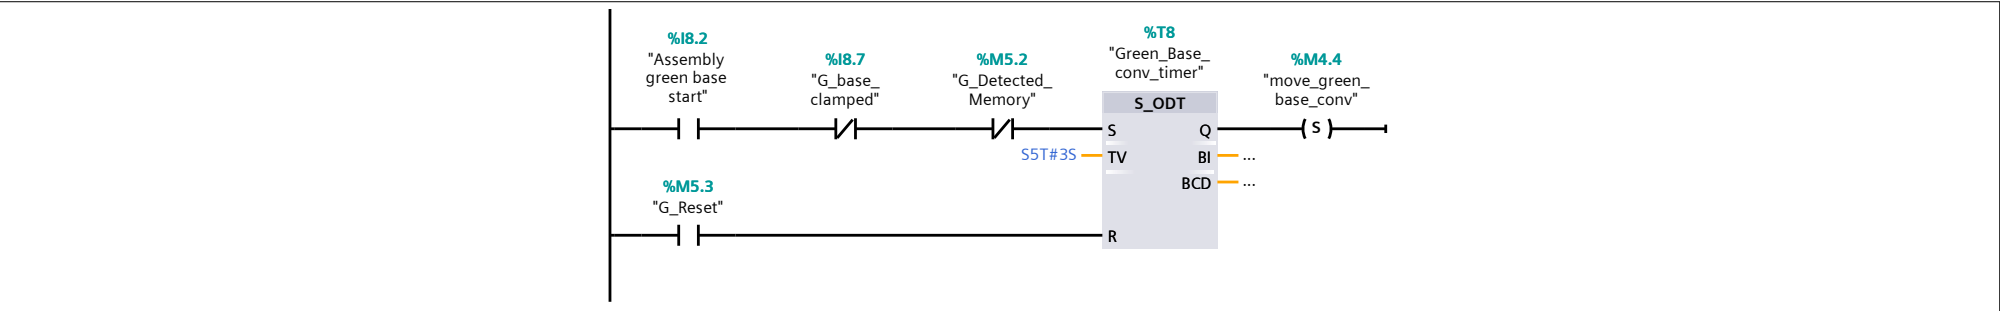 %I8.2
"Assembly
green base
start"
%I8.7
"G_base_
clamped"
%M5.2
"G_Detected_
Memory"
%T8
"Green_Base_
conv_timer"
%M4.4
"move_green_
base_conv"
S_ODT
S
Q
S
S5T#3S
TV
BI
...
BCD
...
%M5.3
"G_Reset"
R